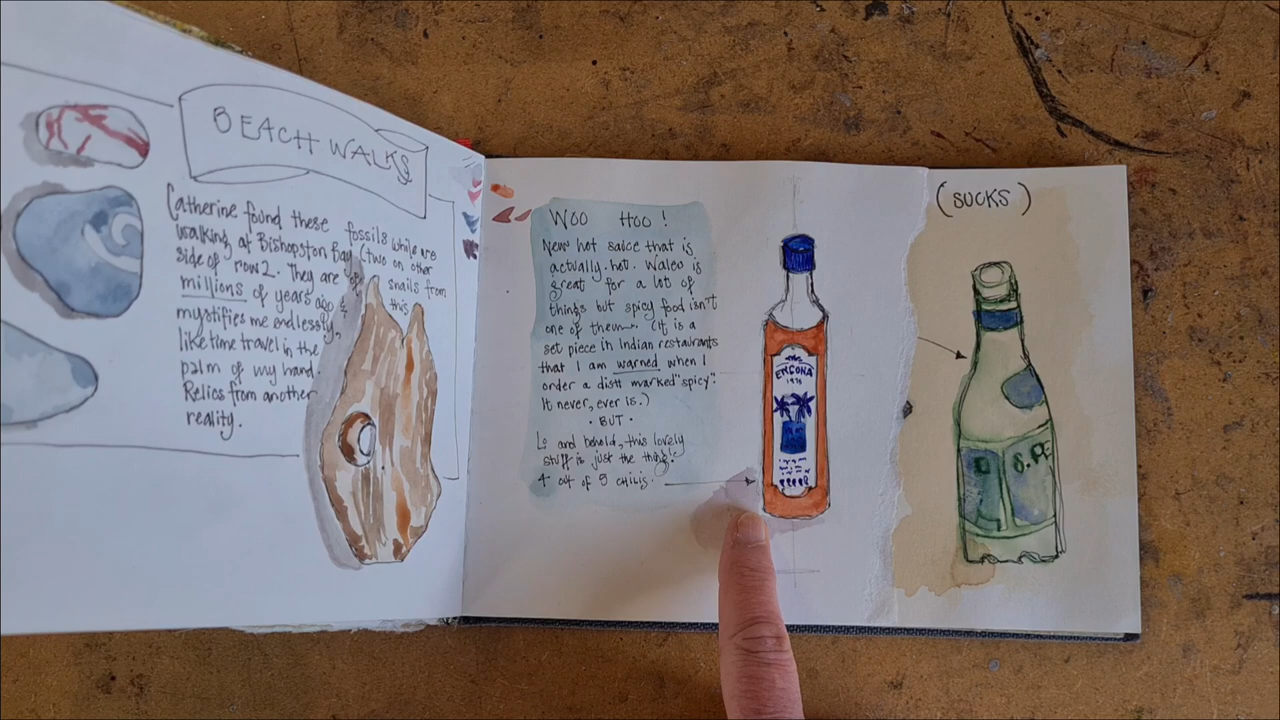 BEACH WALKS
Catherine found these fossils while are
walking at Bishopston Bay (two on other
side of row 2. They are of snails from
millions of years ago & this
mystifies me endlessly,
like time travel in the
palm of my hand.
Relics from another
reality.
WOO HOO!
New hot sauce that is
actually hot. Wales is
great for a lot of
things but spicy food isn't
one of them. (It is a
set piece in Indian restaurants
that I am warned when I
order a dish marked "spicy".
It never, ever is.)
· BUT ·
Lo and behold, this lovely
stuff is just the thing!
4 out of 5 chilis.
ENCONA
(SUCKS)
S.PE